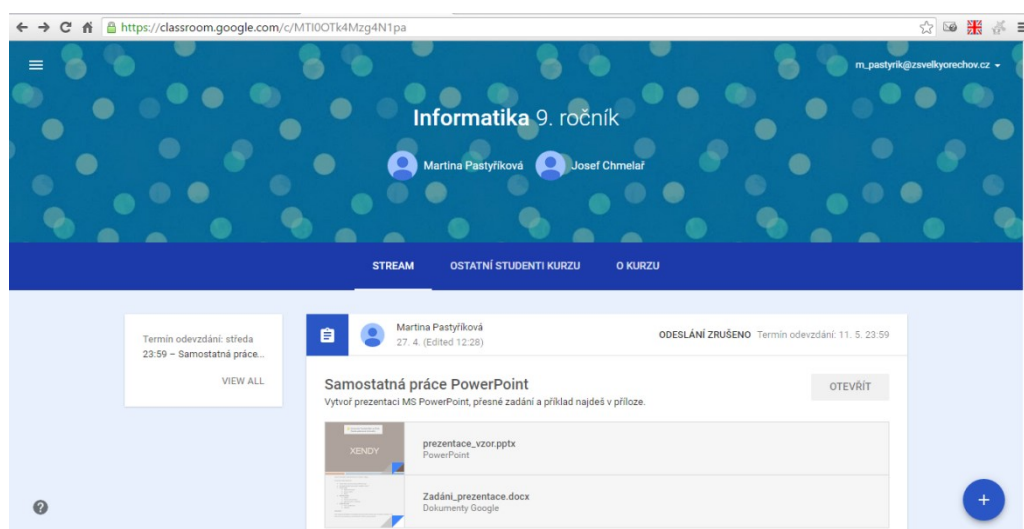 https://classroom.google.com/c/MTI0OTk4Mzg4N1pa
m_pastyrik@zsvelkyorechov.cz
Informatika 9. ročník
Martina Pastyříková Josef Chmelař
STREAM OSTATNÍ STUDENTI KURZU O KURZU
Termín odevzdání: středa
23:59 – Samostatná práce...
VIEW ALL
Martina Pastyříková
27. 4. (Edited 12:28)
ODESLÁNÍ ZRUŠENO Termín odevzdání: 11. 5. 23:59
Samostatná práce PowerPoint
OTEVŘÍT
Vytvoř prezentaci MS PowerPoint, přesné zadání a příklad najdeš v příloze.
XENDY
prezentace_vzor.pptx
PowerPoint
Zadáni_prezentace.docx
Dokumenty Google